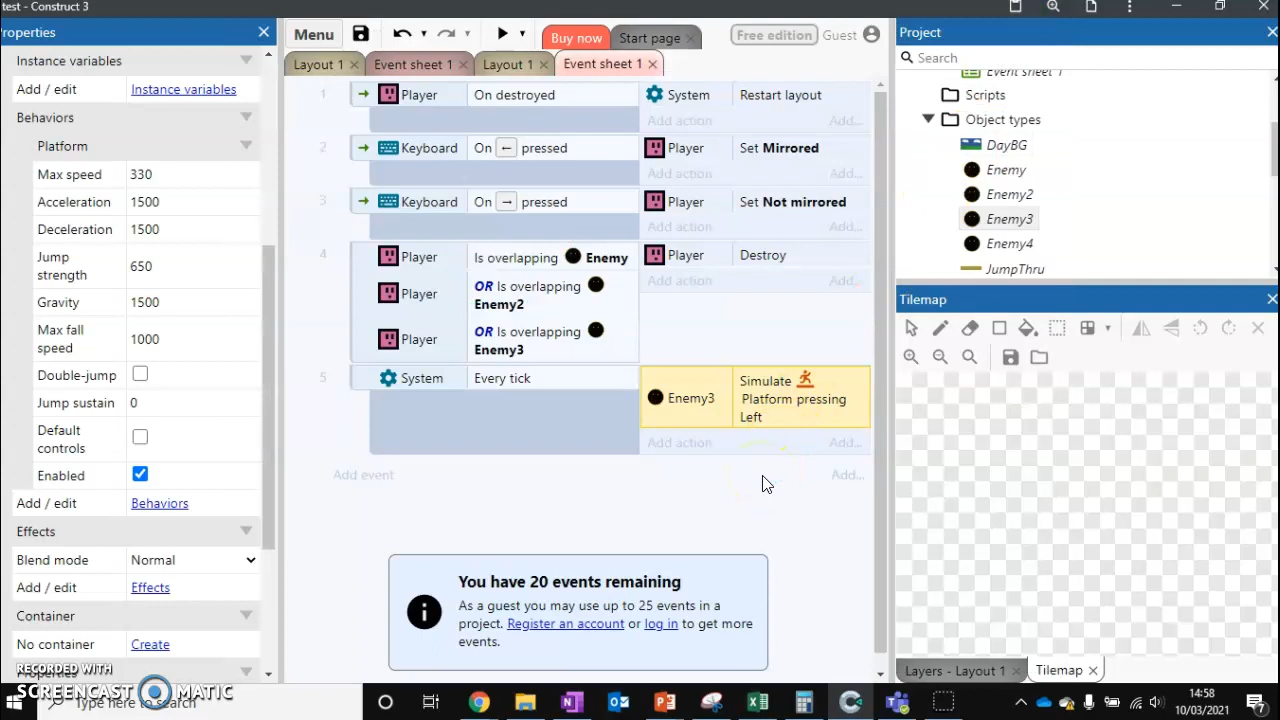 test - Construct 3
Properties
Instance variables
Add / edit Instance variables
Behaviors
Platform
Max speed 330
Acceleration 1500
Deceleration 1500
Jump
strength 650
Gravity 1500
Max fall
speed 1000
Double-jump
Jump sustain 0
Default
controls
Enabled
Add / edit Behaviors
Effects
Blend mode Normal
Add / edit Effects
Container
No container Create
Properties
RECORDED WITH
SCREENCAST MATIC
Menu
Buy now
Start page
Free edition
Guest
Layout 1
Event sheet 1
Layout 1
Event sheet 1
1 Player On destroyed System Restart layout
Add action Add...
2 Keyboard On ← pressed Player Set Mirrored
Add action Add...
3 Keyboard On → pressed Player Set Not mirrored
Add action Add...
4 Player Is overlapping Enemy Player Destroy
Add action Add...
Player OR Is overlapping
Enemy2
Player OR Is overlapping
Enemy3
5 System Every tick Enemy3 Simulate
Platform pressing
Left
Add action Add...
Add event Add...
You have 20 events remaining
As a guest you may use up to 25 events in a
project. Register an account or log in to get more
events.
Project
Search
Event sheet 1
Scripts
Object types
DayBG
Enemy
Enemy2
Enemy3
Enemy4
JumpThru
Tilemap
Layers - Layout 1
Tilemap
Type here to search
14:58
10/03/2021
7